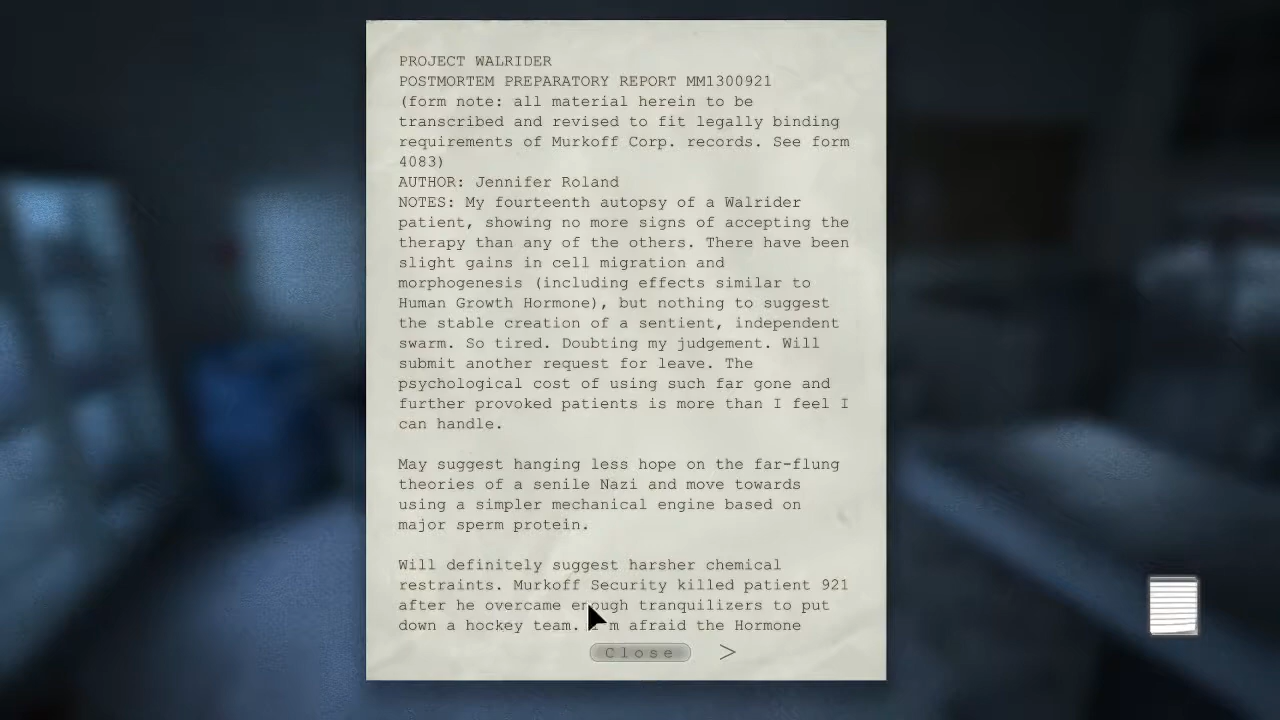 PROJECT WALRIDER
POSTMORTEM PREPARATORY REPORT MM1300921
(form note: all material herein to be
transcribed and revised to fit legally binding
requirements of Murkoff Corp. records. See form
4083)
AUTHOR: Jennifer Roland
NOTES: My fourteenth autopsy of a Walrider
patient, showing no more signs of accepting the
therapy than any of the others. There have been
slight gains in cell migration and
morphogenesis (including effects similar to
Human Growth Hormone), but nothing to suggest
the stable creation of a sentient, independent
swarm. So tired. Doubting my judgement. Will
submit another request for leave. The
psychological cost of using such far gone and
further provoked patients is more than I feel I
can handle.
May suggest hanging less hope on the far-flung
theories of a senile Nazi and move towards
using a simpler mechanical engine based on
major sperm protein.
Will definitely suggest harsher chemical
restraints. Murkoff Security killed patient 921
after he overcame enough tranquilizers to put
down a hockey team. I'm afraid the Hormone
Close >